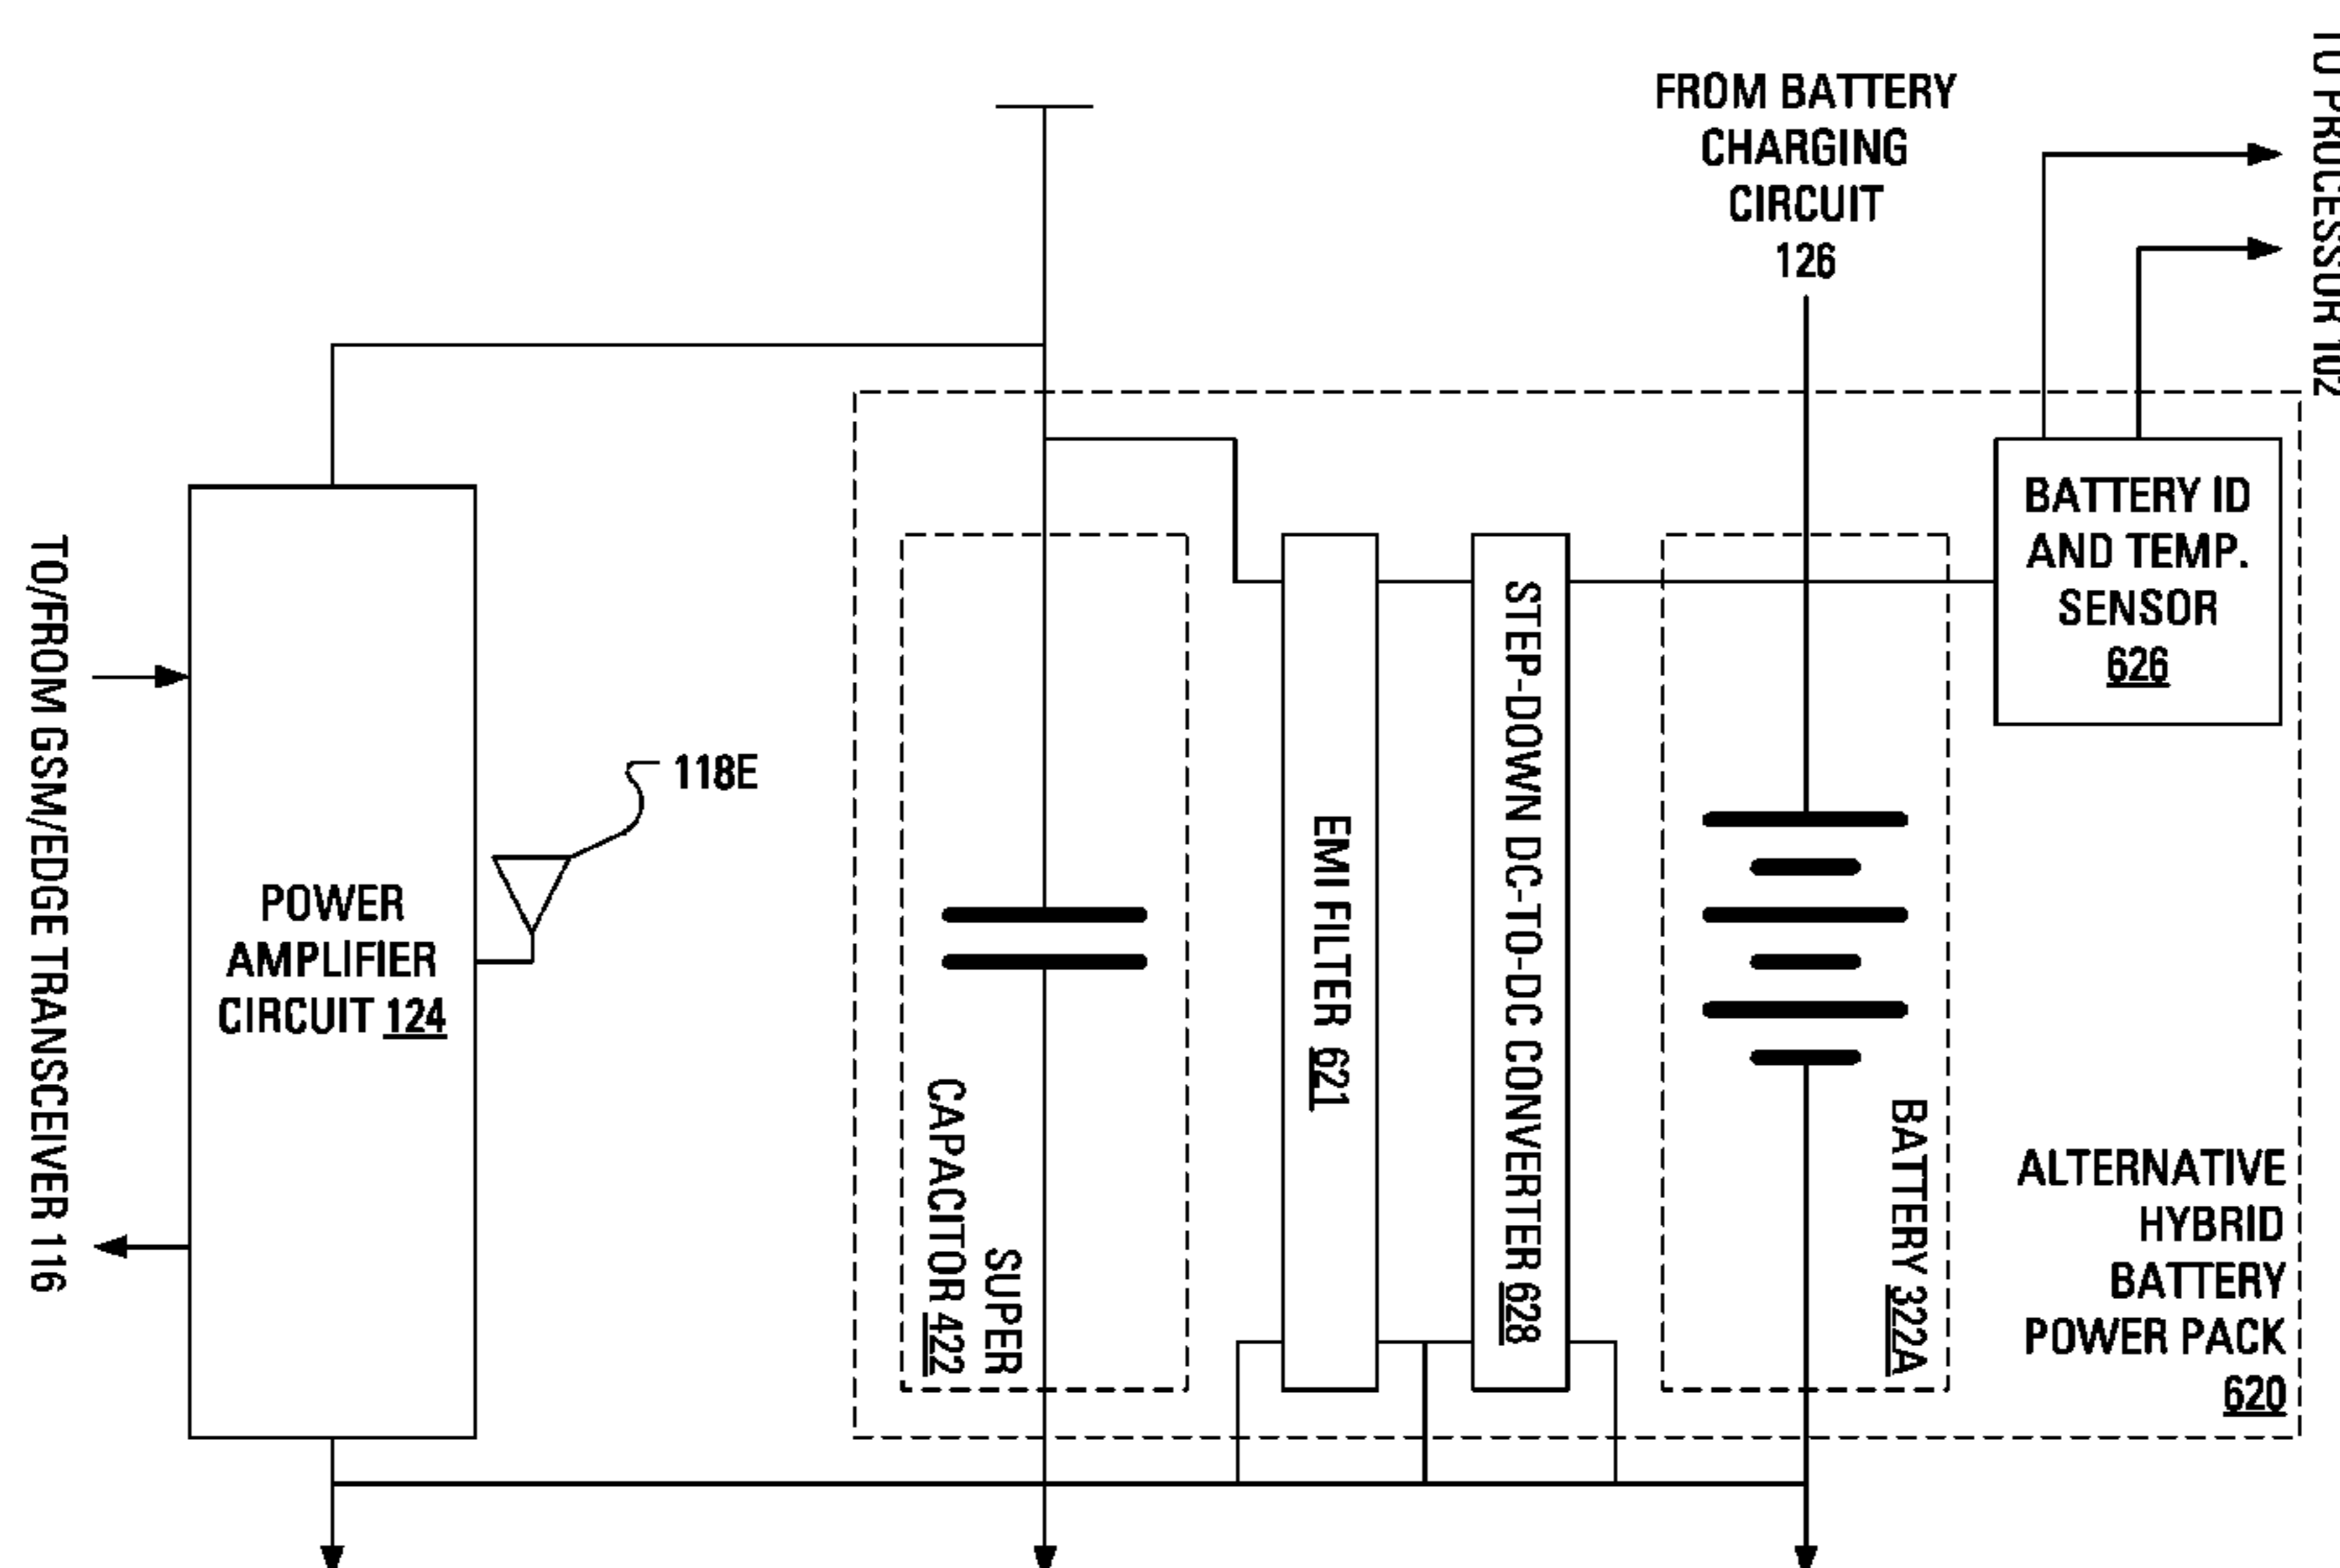 TO PROCESSOR 102
FROM BATTERY
CHARGING
CIRCUIT
126
BATTERY ID
AND TEMP.
SENSOR
626
TO/FROM GSM/EDGE TRANSCEIVER 116
POWER
AMPLIFIER
CIRCUIT 124
118E
SUPER
CAPACITOR 422
EMI FILTER 621
STEP-DOWN DC-TO-DC CONVERTER 628
BATTERY 322A
ALTERNATIVE
HYBRID
BATTERY
POWER PACK
620